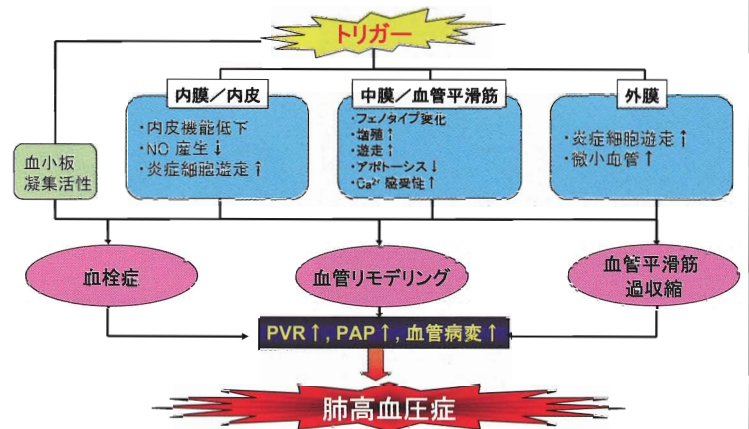 トリガー
内膜/内皮
・内皮機能低下
・NO 産生↓
・炎症細胞遊走↑
中膜/血管平滑筋
・フェノタイプ変化
・増殖↑
・遊走↑
・アポトーシス↓
・Ca²⁺ 感受性↑
外膜
・炎症細胞遊走↑
・微小血管↑
血小板
凝集活性
血栓症
血管リモデリング
血管平滑筋
過収縮
PVR↑, PAP↑, 血管病変↑
肺高血圧症